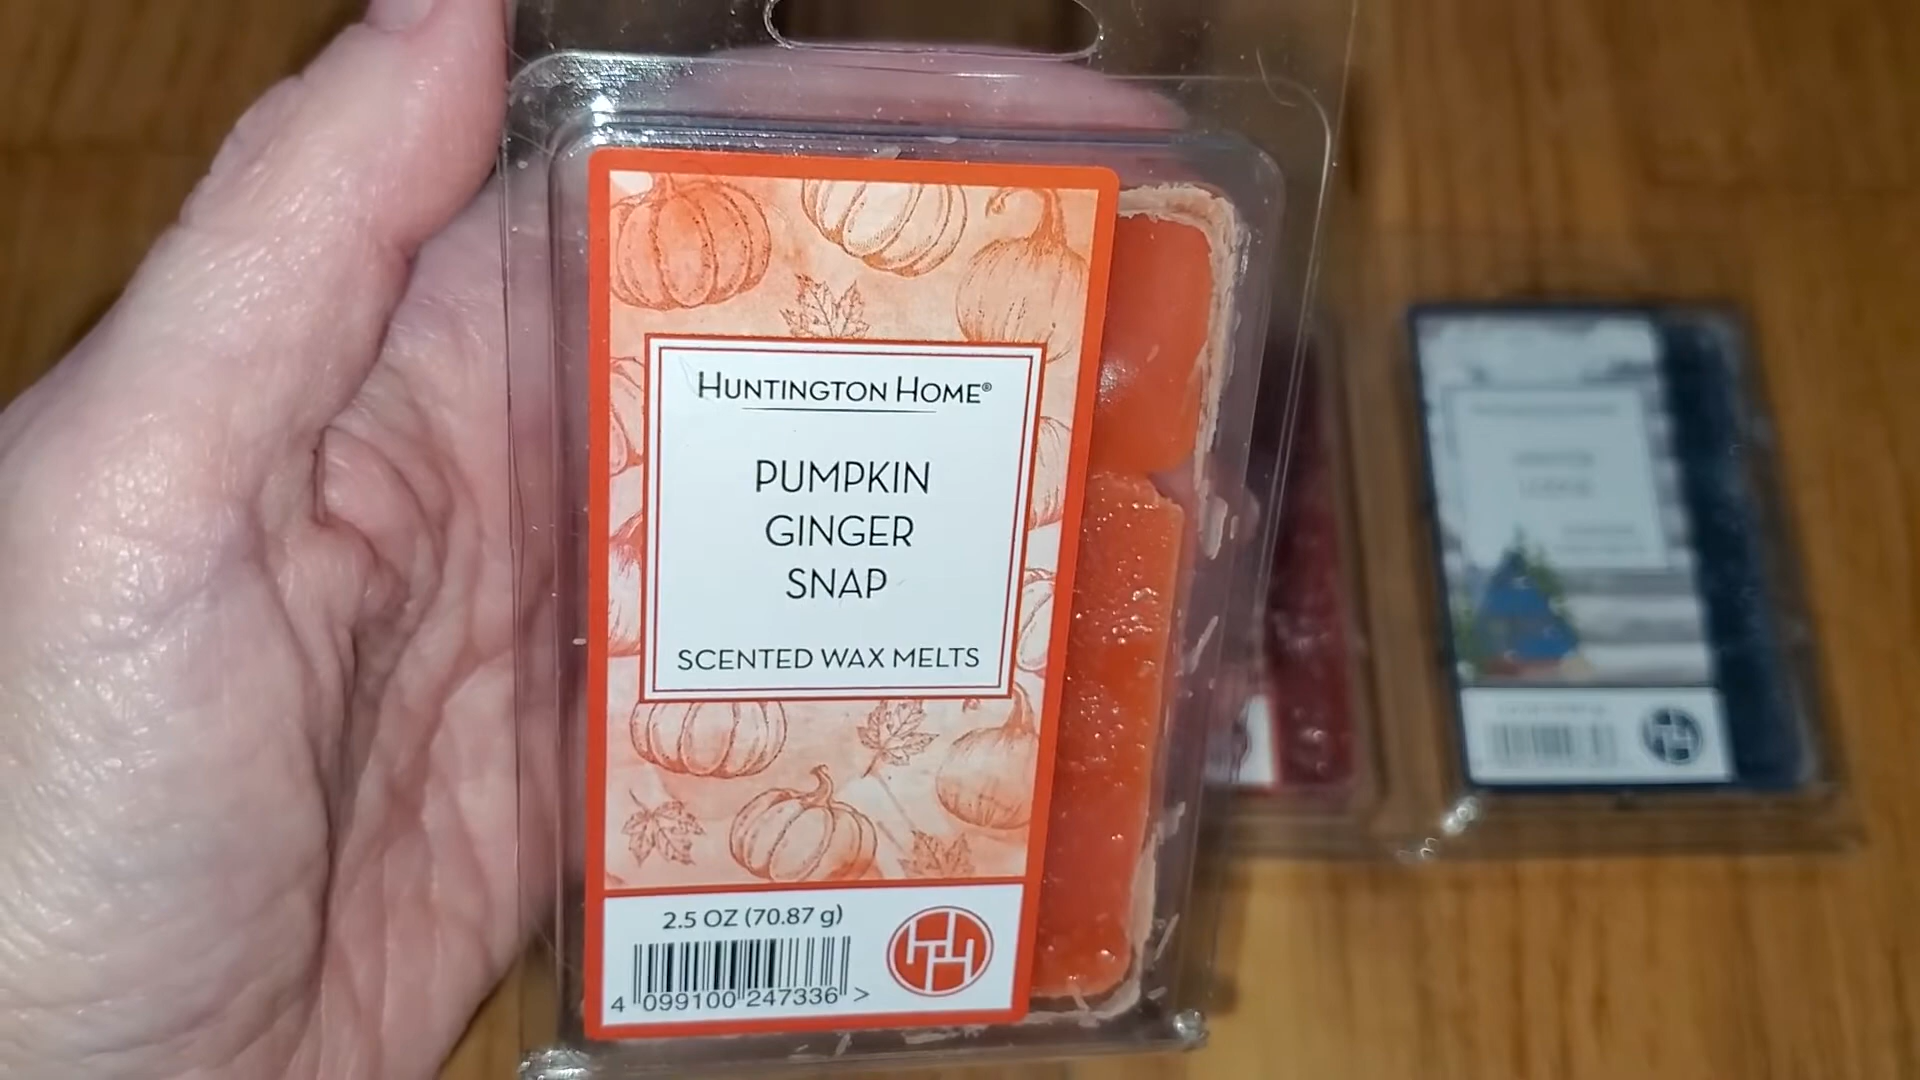 HUNTINGTON HOME®
PUMPKIN
GINGER
SNAP
SCENTED WAX MELTS
2.5 OZ (70.87 g)
4 099100 247336 >